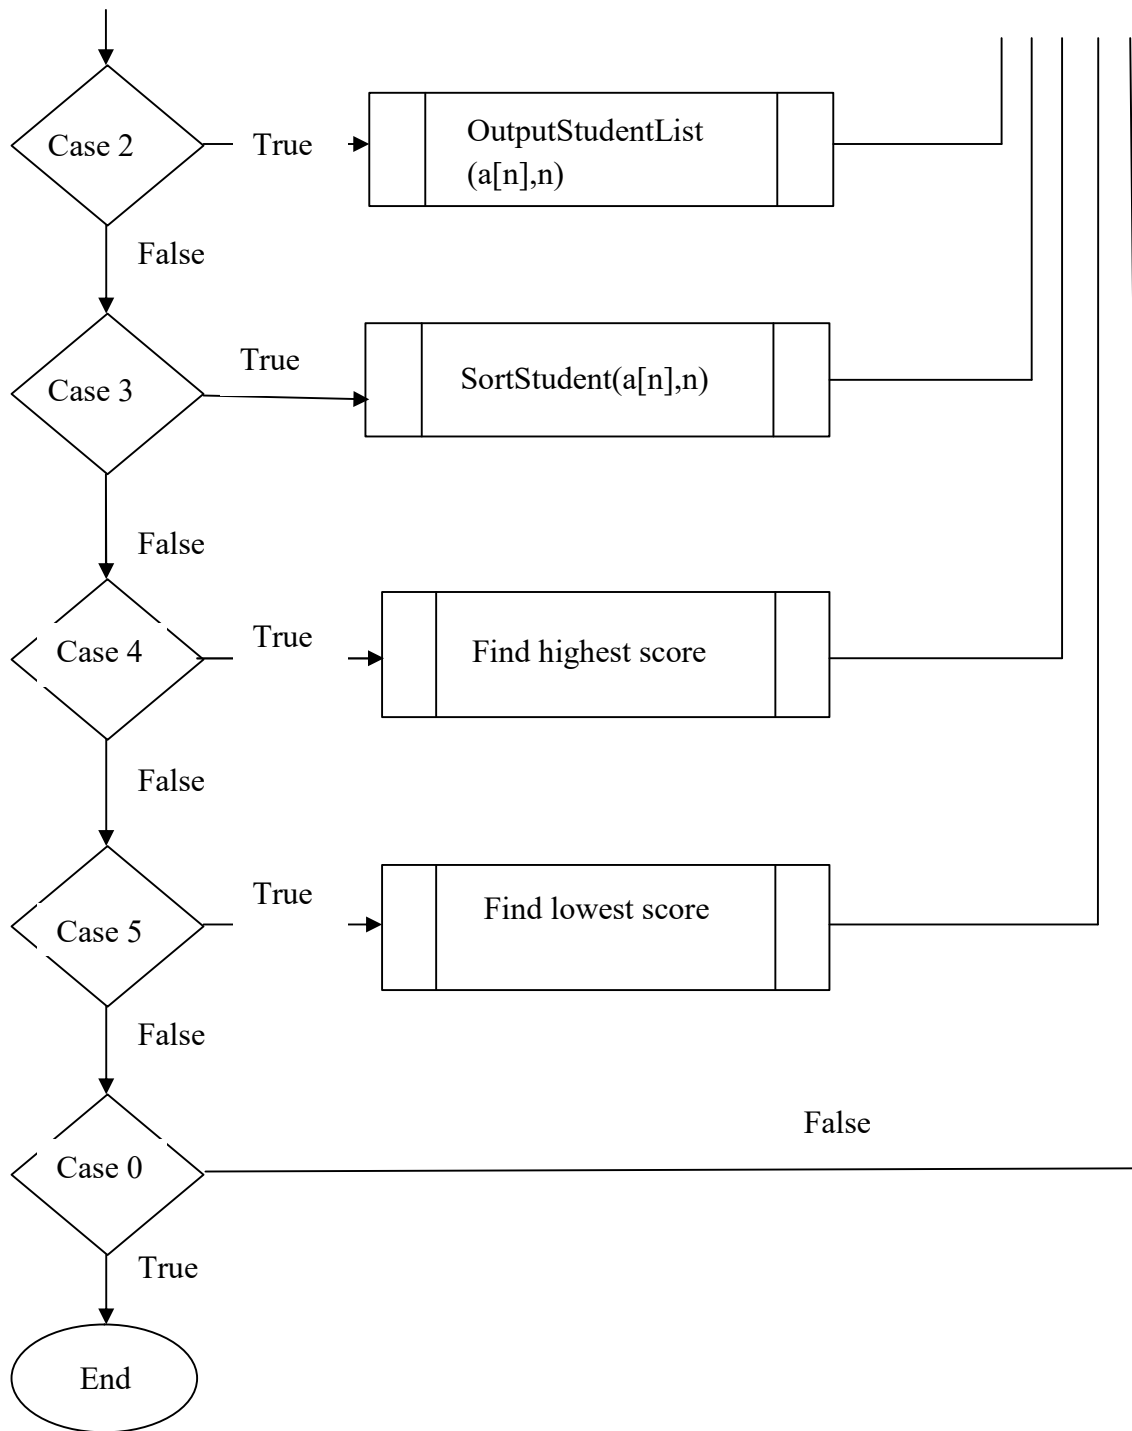 Case 2
True
OutputStudentList
(a[n],n)
False
Case 3
True
SortStudent(a[n],n)
False
Case 4
True
Find highest score
False
Case 5
True
Find lowest score
False
Case 0
False
True
End